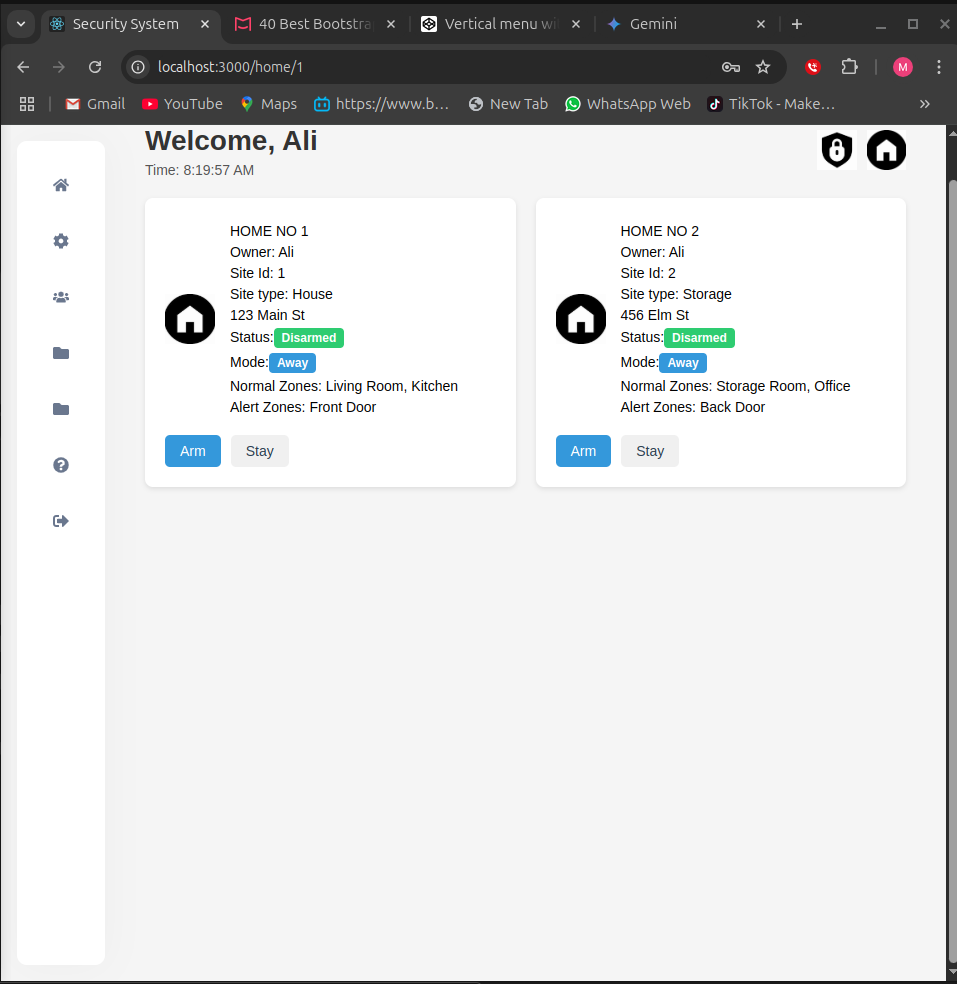 Security System
40 Best Bootstra
Vertical menu wi
Gemini
localhost:3000/home/1
M
Gmail
YouTube
Maps
https://www.b...
New Tab
WhatsApp Web
TikTok - Make...
Welcome, Ali
Time: 8:19:57 AM
HOME NO 1
Owner: Ali
Site Id: 1
Site type: House
123 Main St
Status:Disarmed
Mode:Away
Normal Zones: Living Room, Kitchen
Alert Zones: Front Door
Arm
Stay
HOME NO 2
Owner: Ali
Site Id: 2
Site type: Storage
456 Elm St
Status:Disarmed
Mode:Away
Normal Zones: Storage Room, Office
Alert Zones: Back Door
Arm
Stay